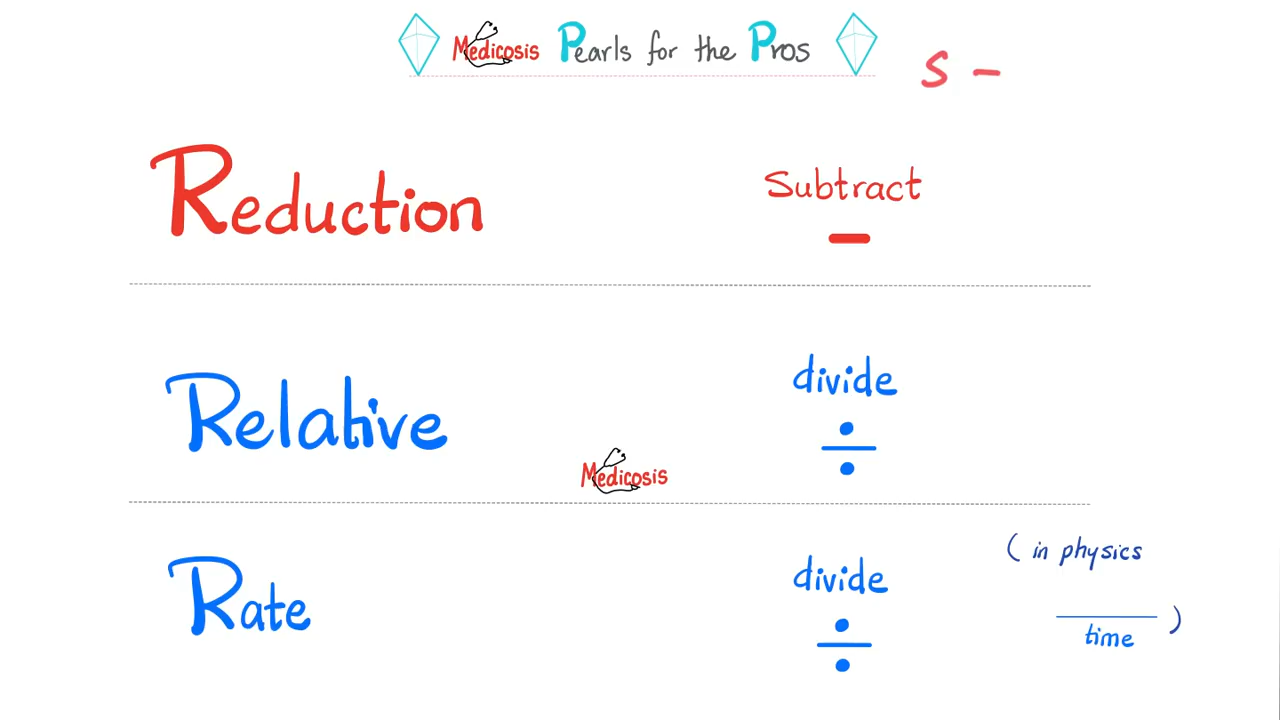 Medicosis Pearls for the Pros
S –
Reduction
Subtract
–
Relative
divide
÷
Medicosis
Rate
divide
÷
( in physics
time )